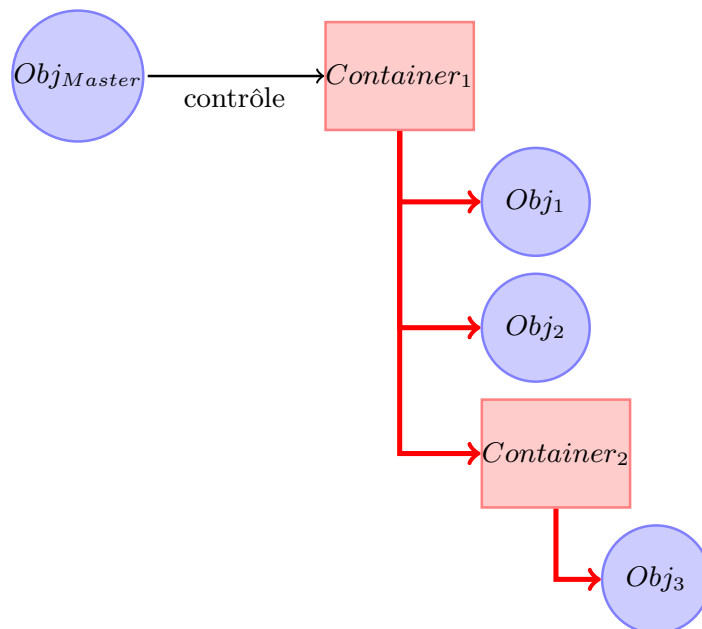 Obj_Master
Container_1
contrôle
Obj_1
Obj_2
Container_2
Obj_3